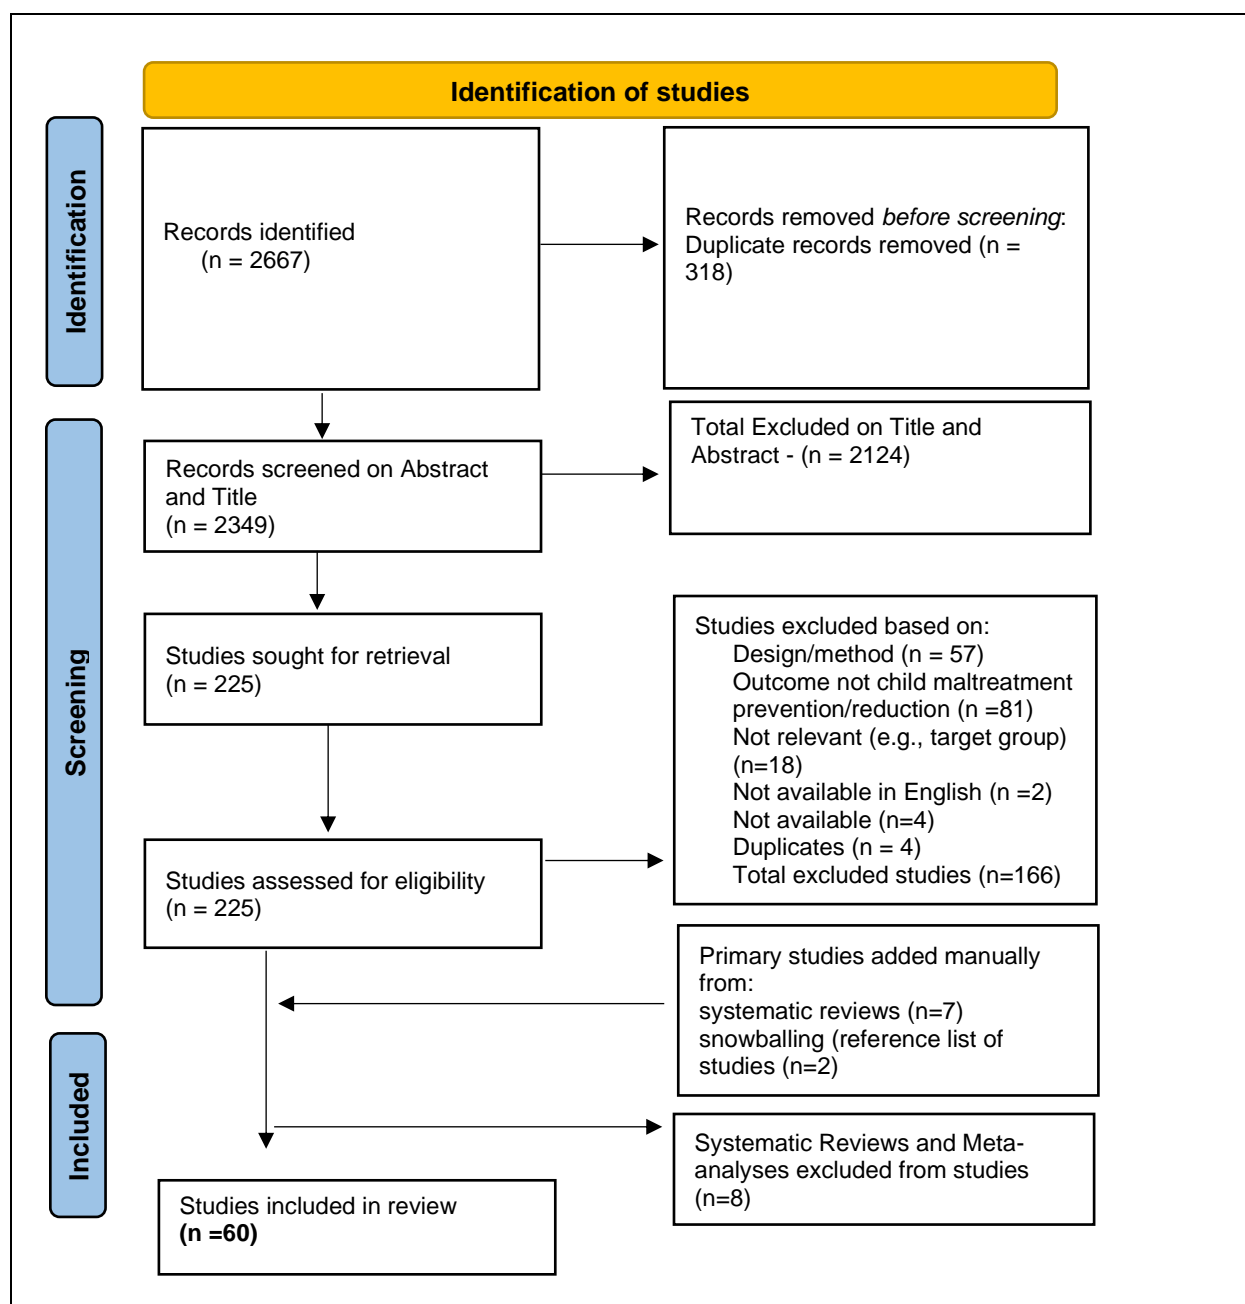 Identification of studies
Identification
Records identified
(n = 2667)
Records removed before screening:
Duplicate records removed (n =
318)
Screening
Records screened on Abstract
and Title
(n = 2349)
Total Excluded on Title and
Abstract - (n = 2124)
Studies sought for retrieval
(n = 225)
Studies excluded based on:
Design/method (n = 57)
Outcome not child maltreatment
prevention/reduction (n =81)
Not relevant (e.g., target group)
(n=18)
Not available in English (n =2)
Not available (n=4)
Duplicates (n = 4)
Total excluded studies (n=166)
Studies assessed for eligibility
(n = 225)
Primary studies added manually
from:
systematic reviews (n=7)
snowballing (reference list of
studies (n=2)
Included
Systematic Reviews and Meta-
analyses excluded from studies
(n=8)
Studies included in review
(n =60)